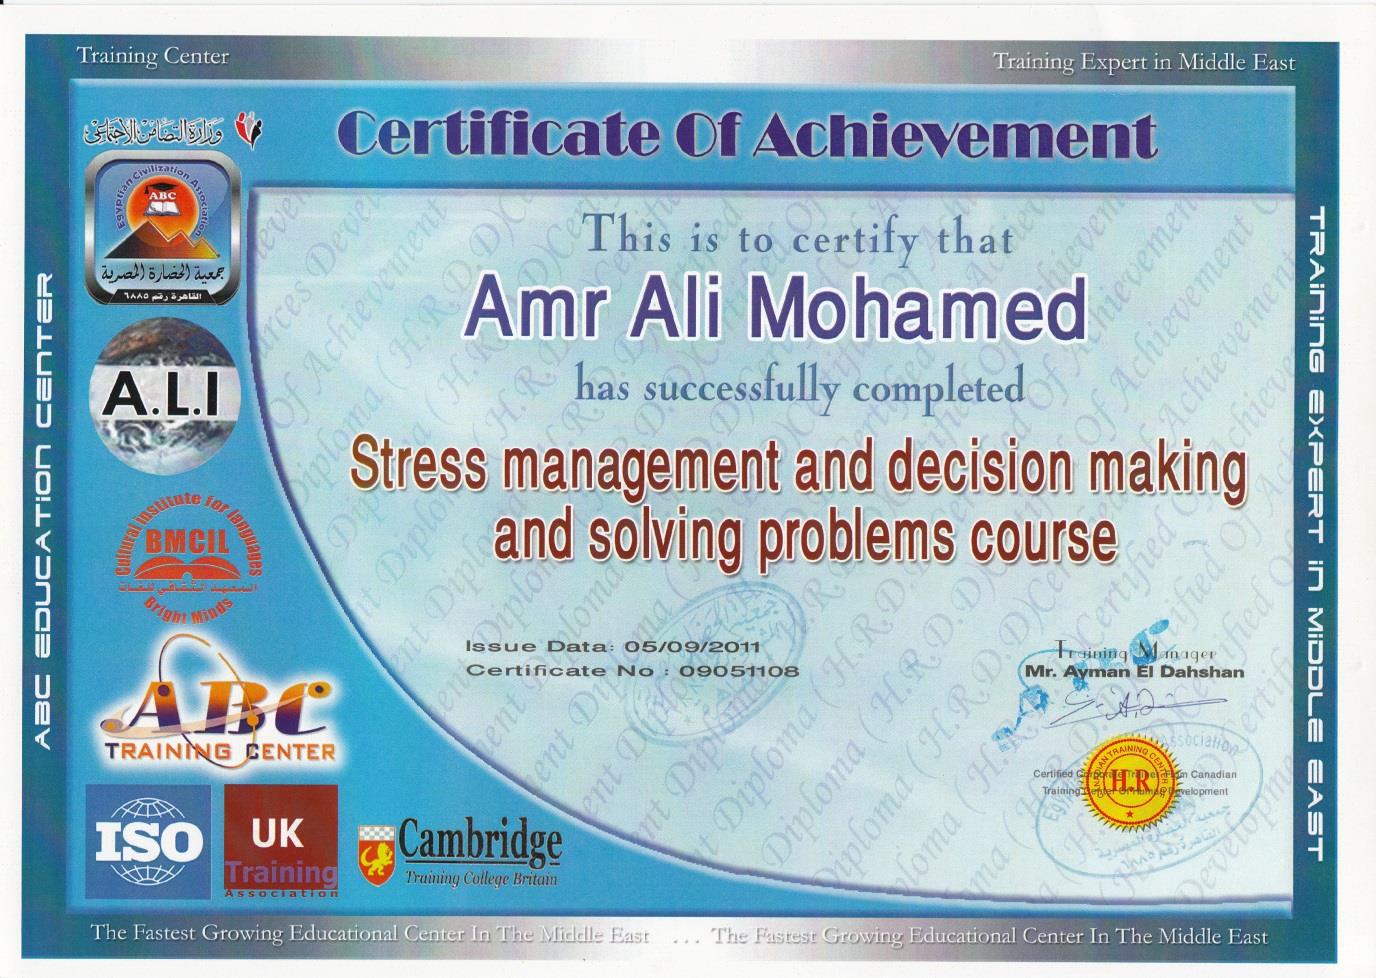 Training Center
Training Expert in Middle East
وزارة التضامن الإجتماعى
Certificate Of Achievement
Egyptian Civilization Association
ABC
جمعية الحضارة المصرية
القاهرة رقم ٦٨٨٥
This is to certify that
Amr Ali Mohamed
has successfully completed
Stress management and decision making
and solving problems course
A.L.I
Cultural Institute for languages
BMCIL
المعهد الثقافي للغات
Bright Minds
Issue Data: 05/09/2011
Certificate No : 09051108
Training Manager
Mr. Ayman El Dahshan
Certified Corporate Trainer From Canadian
Training Center Of Human Development
H.R
ABC
TRAINING CENTER
ISO
UK
Training
Association
Cambridge
Training College Britain
ABC EDUCATION CENTER
TRAINING EXPERT in MIDDLE EAST
The Fastest Growing Educational Center In The Middle East ... The Fastest Growing Educational Center In The Middle East